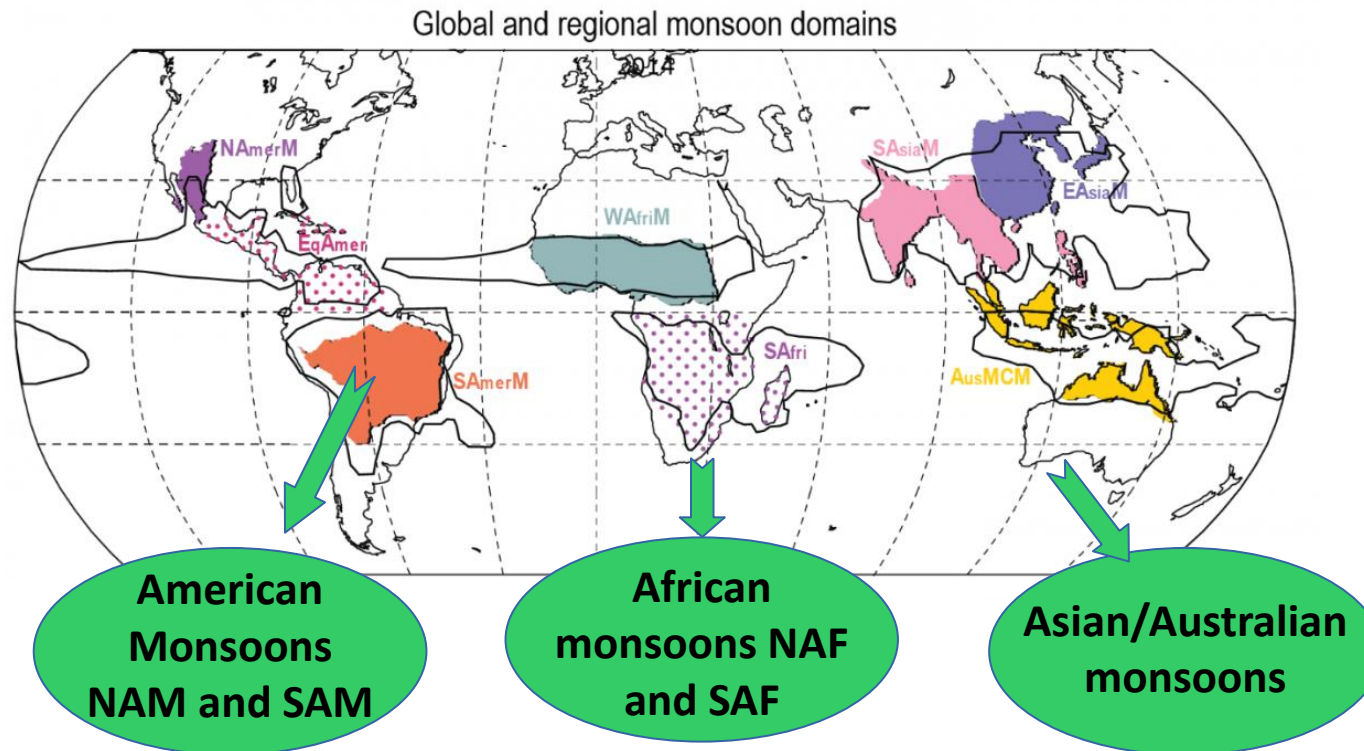 Global and regional monsoon domains
2014
NAmerM
SAsiaM
EAsiaM
WAfriM
EqAmer
SAfri
SAmerM
AusMCM
American
Monsoons
NAM and SAM
African
monsoons NAF
and SAF
Asian/Australian
monsoons